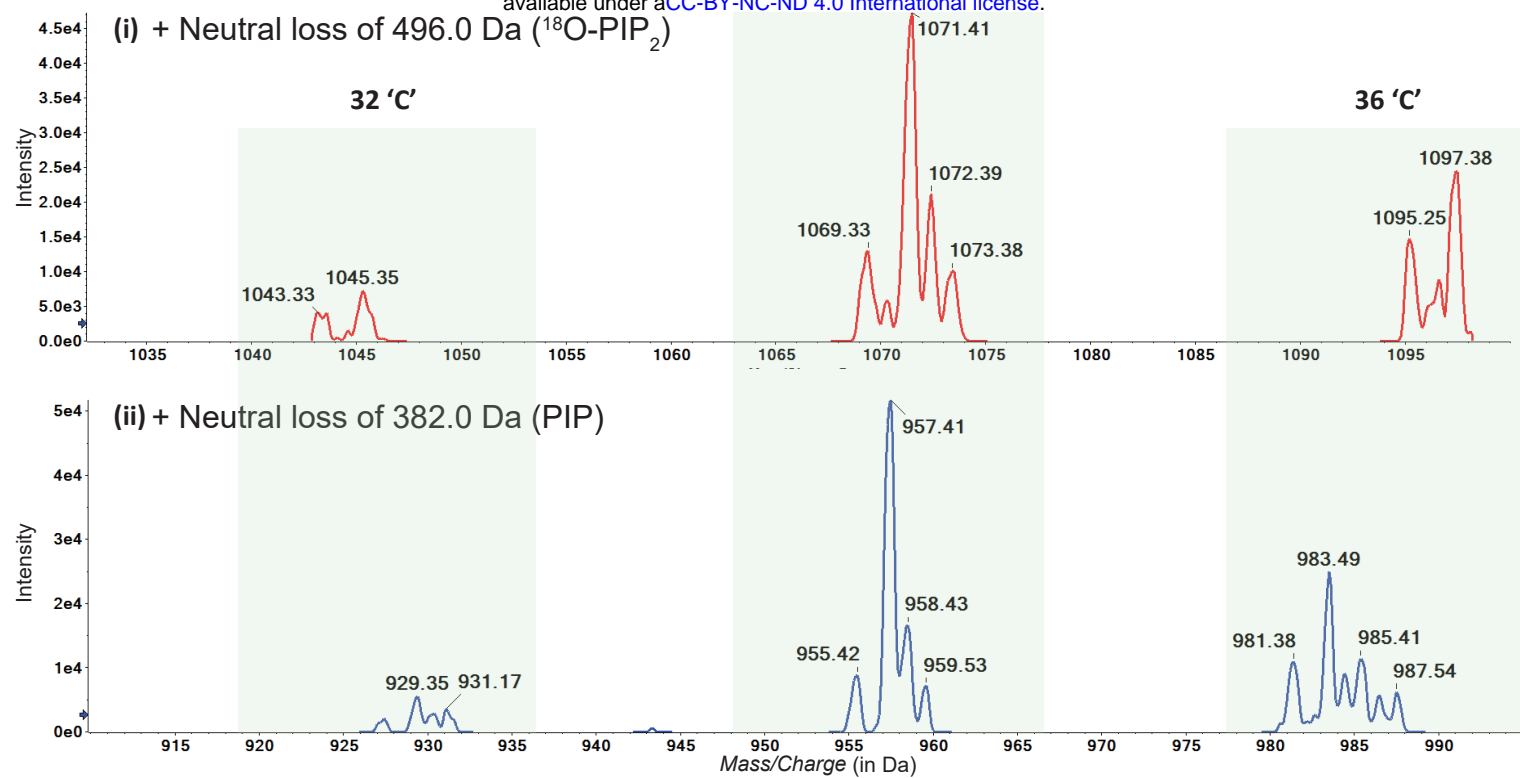 available under aCC-BY-NC-ND 4.0 International license.
(i) + Neutral loss of 496.0 Da (¹⁸O-PIP₂)
32 'C'
36 'C'
Intensity
4.5e4
4.0e4
3.5e4
3.0e4
2.5e4
2.0e4
1.5e4
1.0e4
5.0e3
0.0e0
1043.33
1045.35
1069.33
1071.41
1072.39
1073.38
1095.25
1097.38
1035 1040 1045 1050 1055 1060 1065 1070 1075 1080 1085 1090 1095
(ii) + Neutral loss of 382.0 Da (PIP)
Intensity
5e4
4e4
3e4
2e4
1e4
0e0
929.35
931.17
955.42
957.41
958.43
959.53
981.38
983.49
985.41
987.54
915 920 925 930 935 940 945 950 955 960 965 970 975 980 985 990
Mass/Charge (in Da)